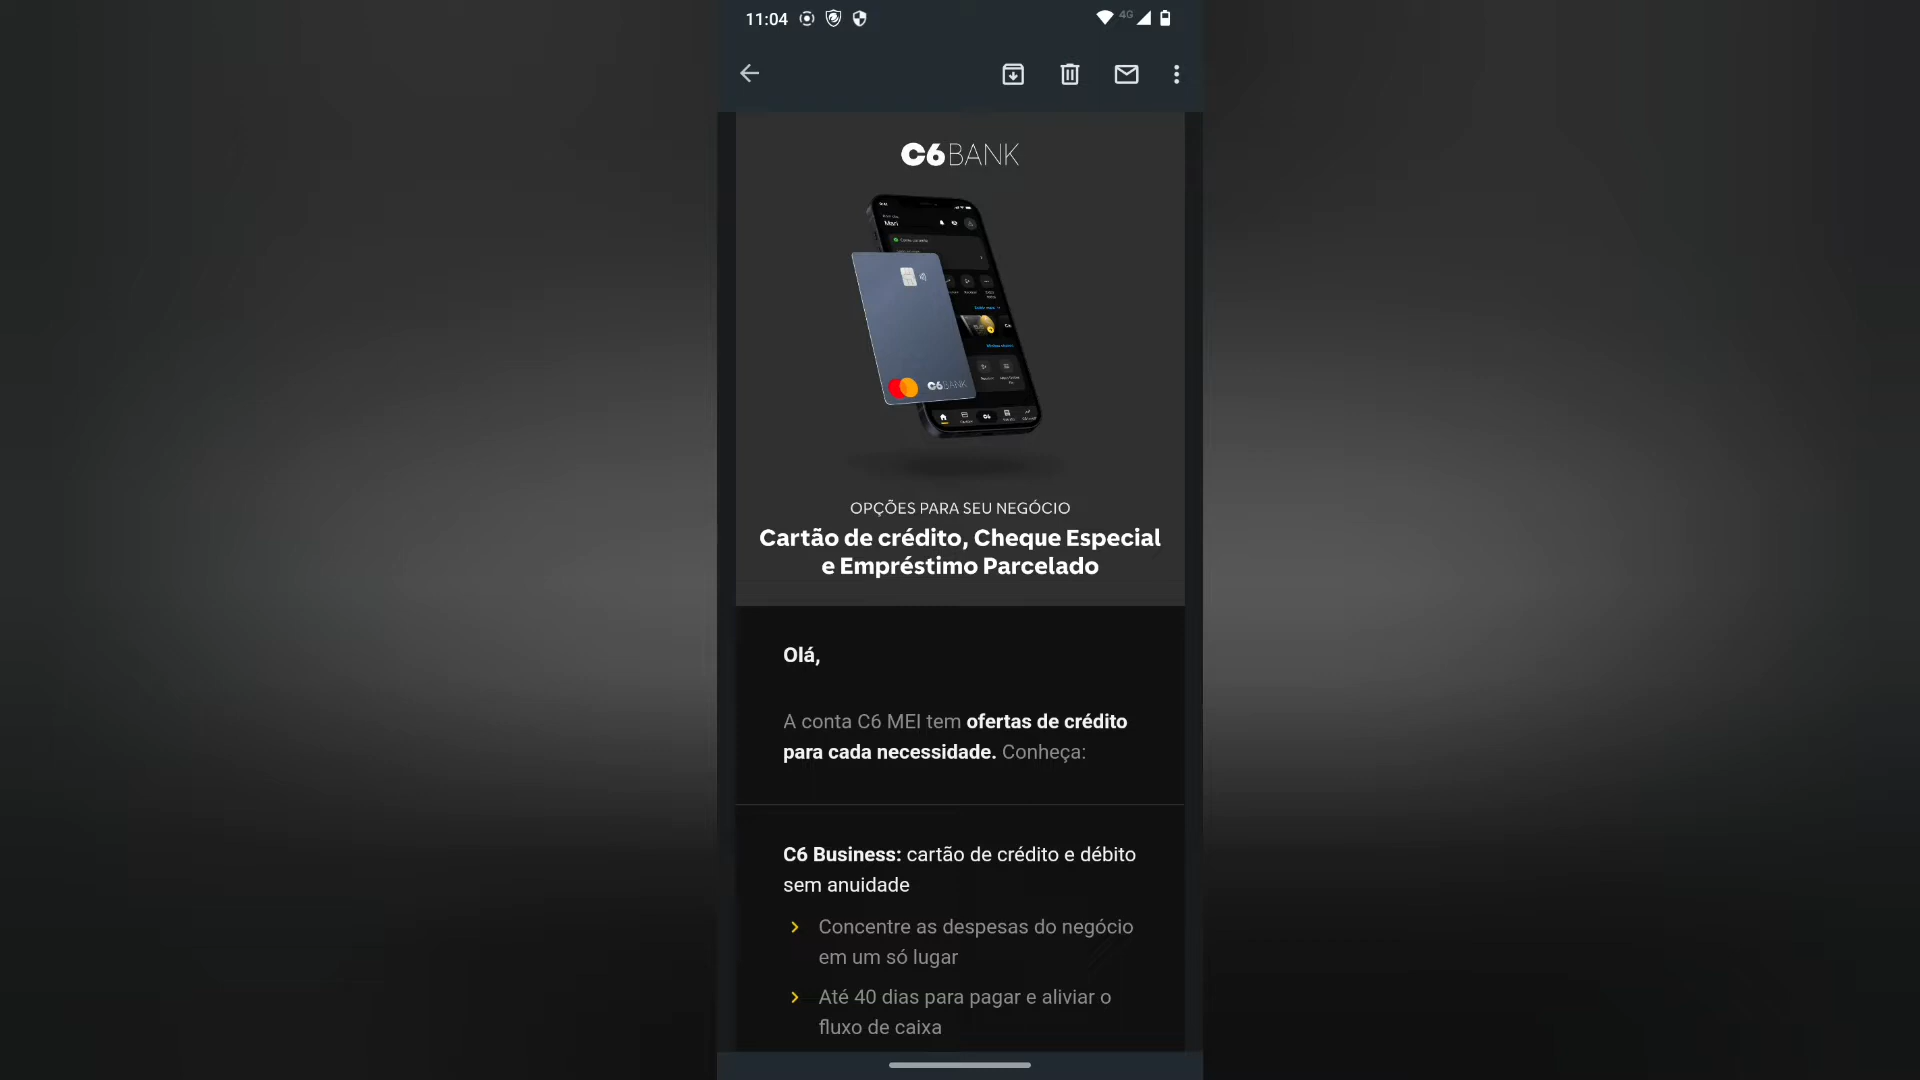 11:04
4G
C6BANK
C6BANK
OPÇÕES PARA SEU NEGÓCIO
Cartão de crédito, Cheque Especial
e Empréstimo Parcelado
Olá,
A conta C6 MEI tem ofertas de crédito
para cada necessidade. Conheça:
C6 Business: cartão de crédito e débito
sem anuidade
Concentre as despesas do negócio
em um só lugar
Até 40 dias para pagar e aliviar o
fluxo de caixa